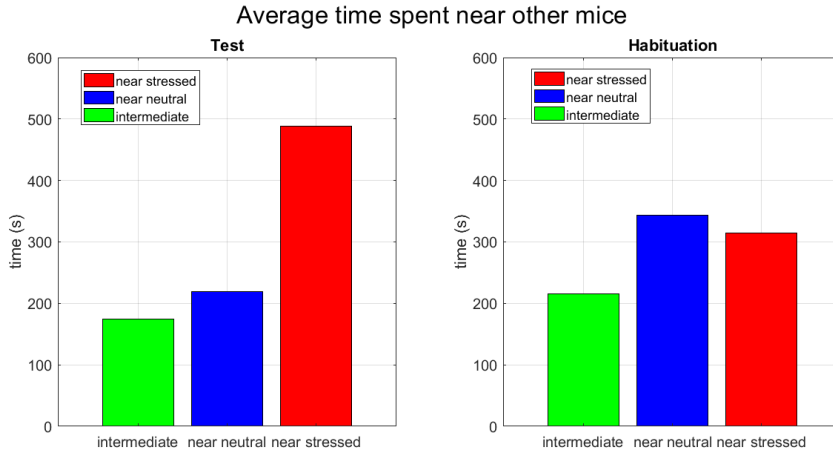 Average time spent near other mice
Test
600
500
400
300
200
100
0
time (s)
near stressed
near neutral
intermediate
intermediate near neutral near stressed
Habituation
600
500
400
300
200
100
0
time (s)
near stressed
near neutral
intermediate
intermediate near neutral near stressed